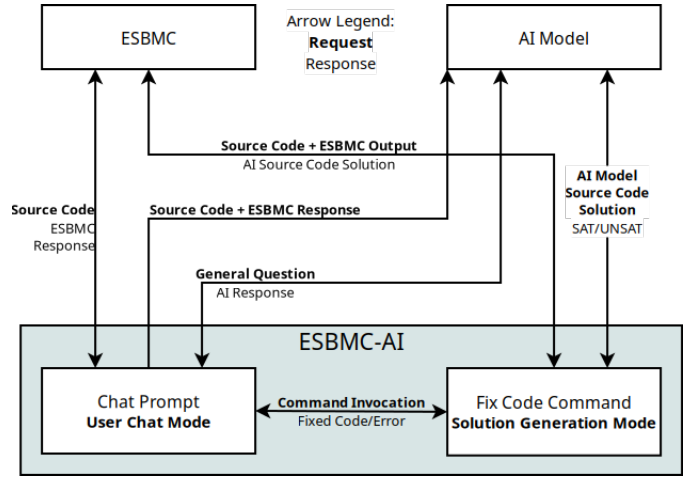 ESBMC
Arrow Legend:
Request
Response
AI Model
Source Code + ESBMC Output
AI Source Code Solution
AI Model
Source Code
Solution
SAT/UNSAT
Source Code
ESBMC
Response
Source Code + ESBMC Response
General Question
AI Response
ESBMC-AI
Chat Prompt
User Chat Mode
Command Invocation
Fixed Code/Error
Fix Code Command
Solution Generation Mode